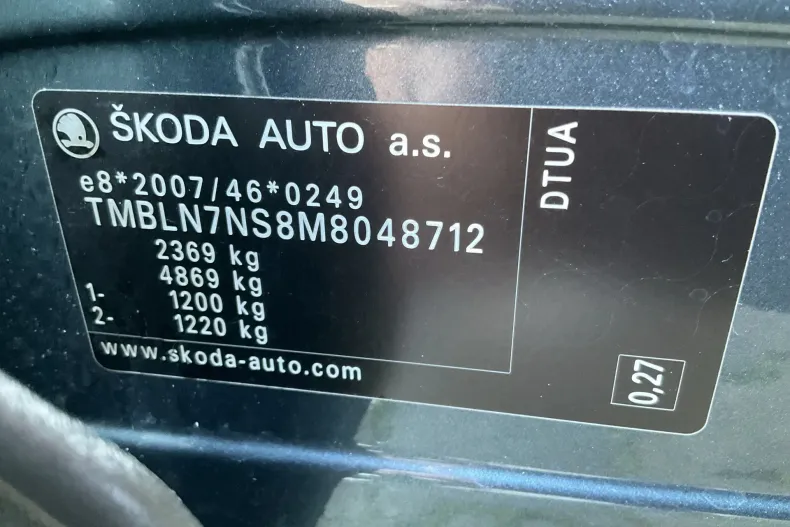 ŠKODA AUTO a.s.
e8*2007/46*0249
TMBLN7NS8M8048712
2369 kg
4869 kg
1- 1200 kg
2- 1220 kg
www.skoda-auto.com
DTUA
0,27